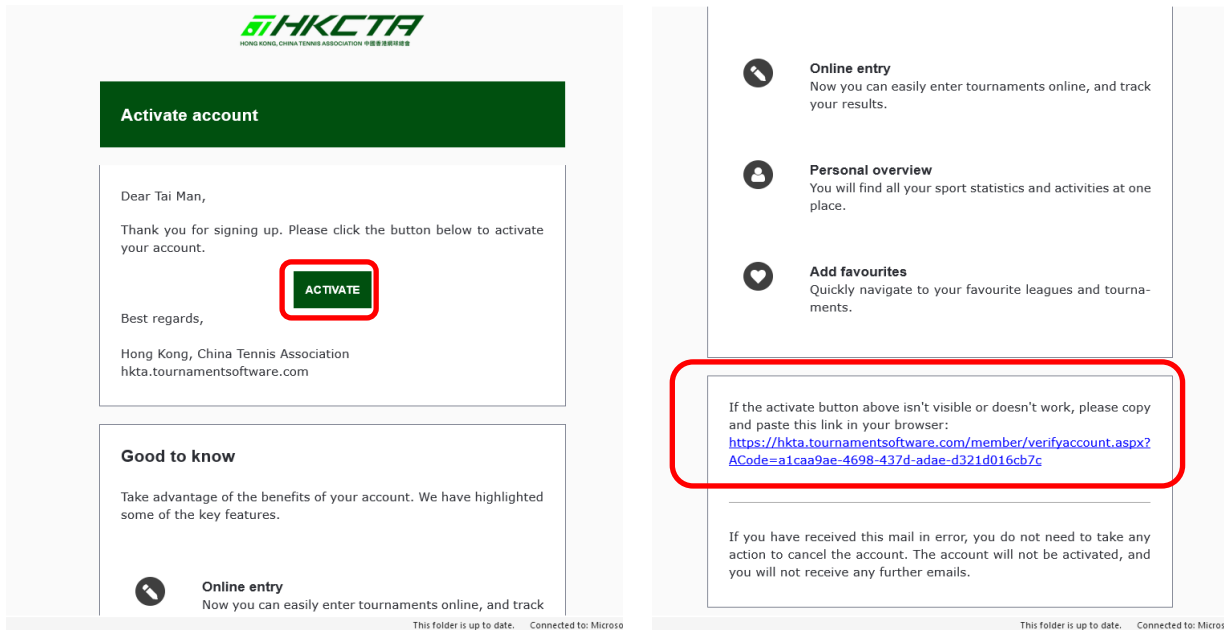 HKCTA
HONG KONG, CHINA TENNIS ASSOCIATION 中國香港網球總會
Activate account
Dear Tai Man,
Thank you for signing up. Please click the button below to activate
your account.
ACTIVATE
Best regards,
Hong Kong, China Tennis Association
hkta.tournamentsoftware.com
Good to know
Take advantage of the benefits of your account. We have highlighted
some of the key features.
Online entry
Now you can easily enter tournaments online, and track
This folder is up to date. Connected to: Microso
Online entry
Now you can easily enter tournaments online, and track
your results.
Personal overview
You will find all your sport statistics and activities at one
place.
Add favourites
Quickly navigate to your favourite leagues and tourna-
ments.
If the activate button above isn't visible or doesn't work, please copy
and paste this link in your browser:
https://hkta.tournamentsoftware.com/member/verifyaccount.aspx?
ACode=a1caa9ae-4698-437d-adae-d321d016cb7c
If you have received this mail in error, you do not need to take any
action to cancel the account. The account will not be activated, and
you will not receive any further emails.
This folder is up to date. Connected to: Micros